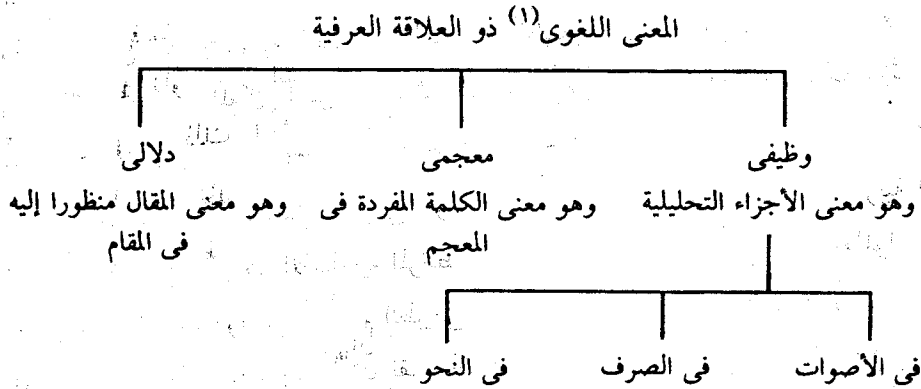 المعنى اللغوى(١) ذو العلاقة العرفية
وظيفى معجمى دلالى
وهو معنى الأجزاء التحليلية وهو معنى الكلمة المفردة فى وهو معنى المقال منظورا إليه
المعجم فى المقام
فى الأصوات فى الصرف فى النحو